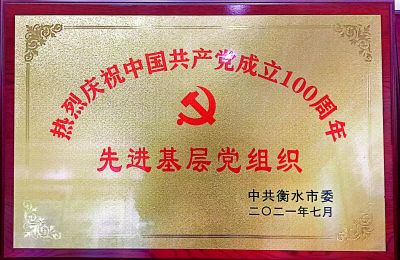 热烈庆祝中国共产党成立100周年
先进基层党组织
中共衡水市委
二〇二一年七月